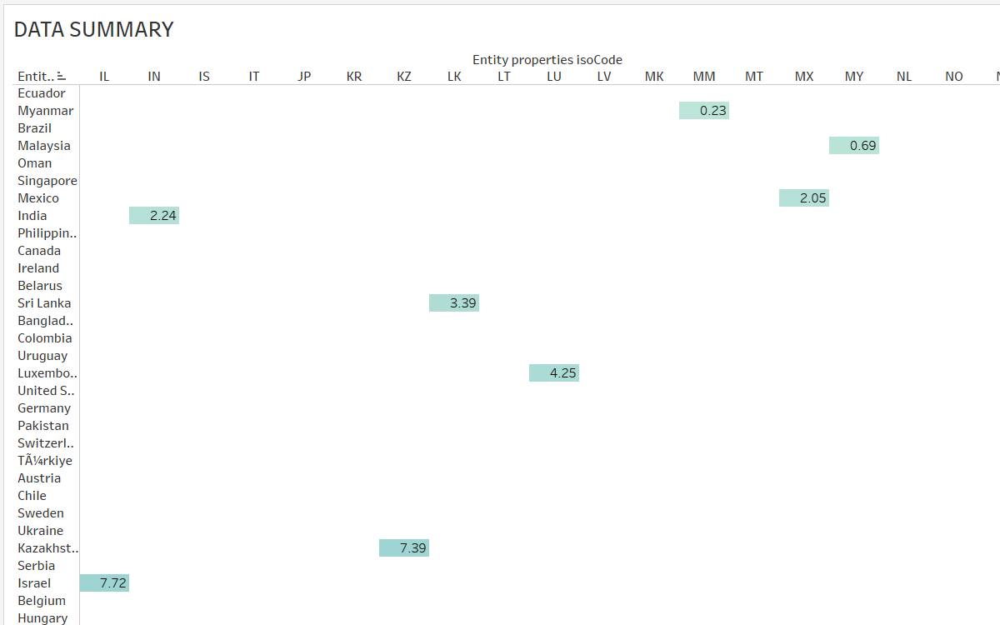 DATA SUMMARY
Entity properties isoCode
Entit.. IL IN IS IT JP KR KZ LK LT LU LV MK MM MT MX MY NL NO
Ecuador
Myanmar 0.23
Brazil
Malaysia 0.69
Oman
Singapore
Mexico 2.05
India 2.24
Philippin..
Canada
Ireland
Belarus
Sri Lanka 3.39
Banglad..
Colombia
Uruguay
Luxembo.. 4.25
United S..
Germany
Pakistan
Switzerl..
TÃ¼rkiye
Austria
Chile
Sweden
Ukraine
Kazakhst.. 7.39
Serbia
Israel 7.72
Belgium
Hungary